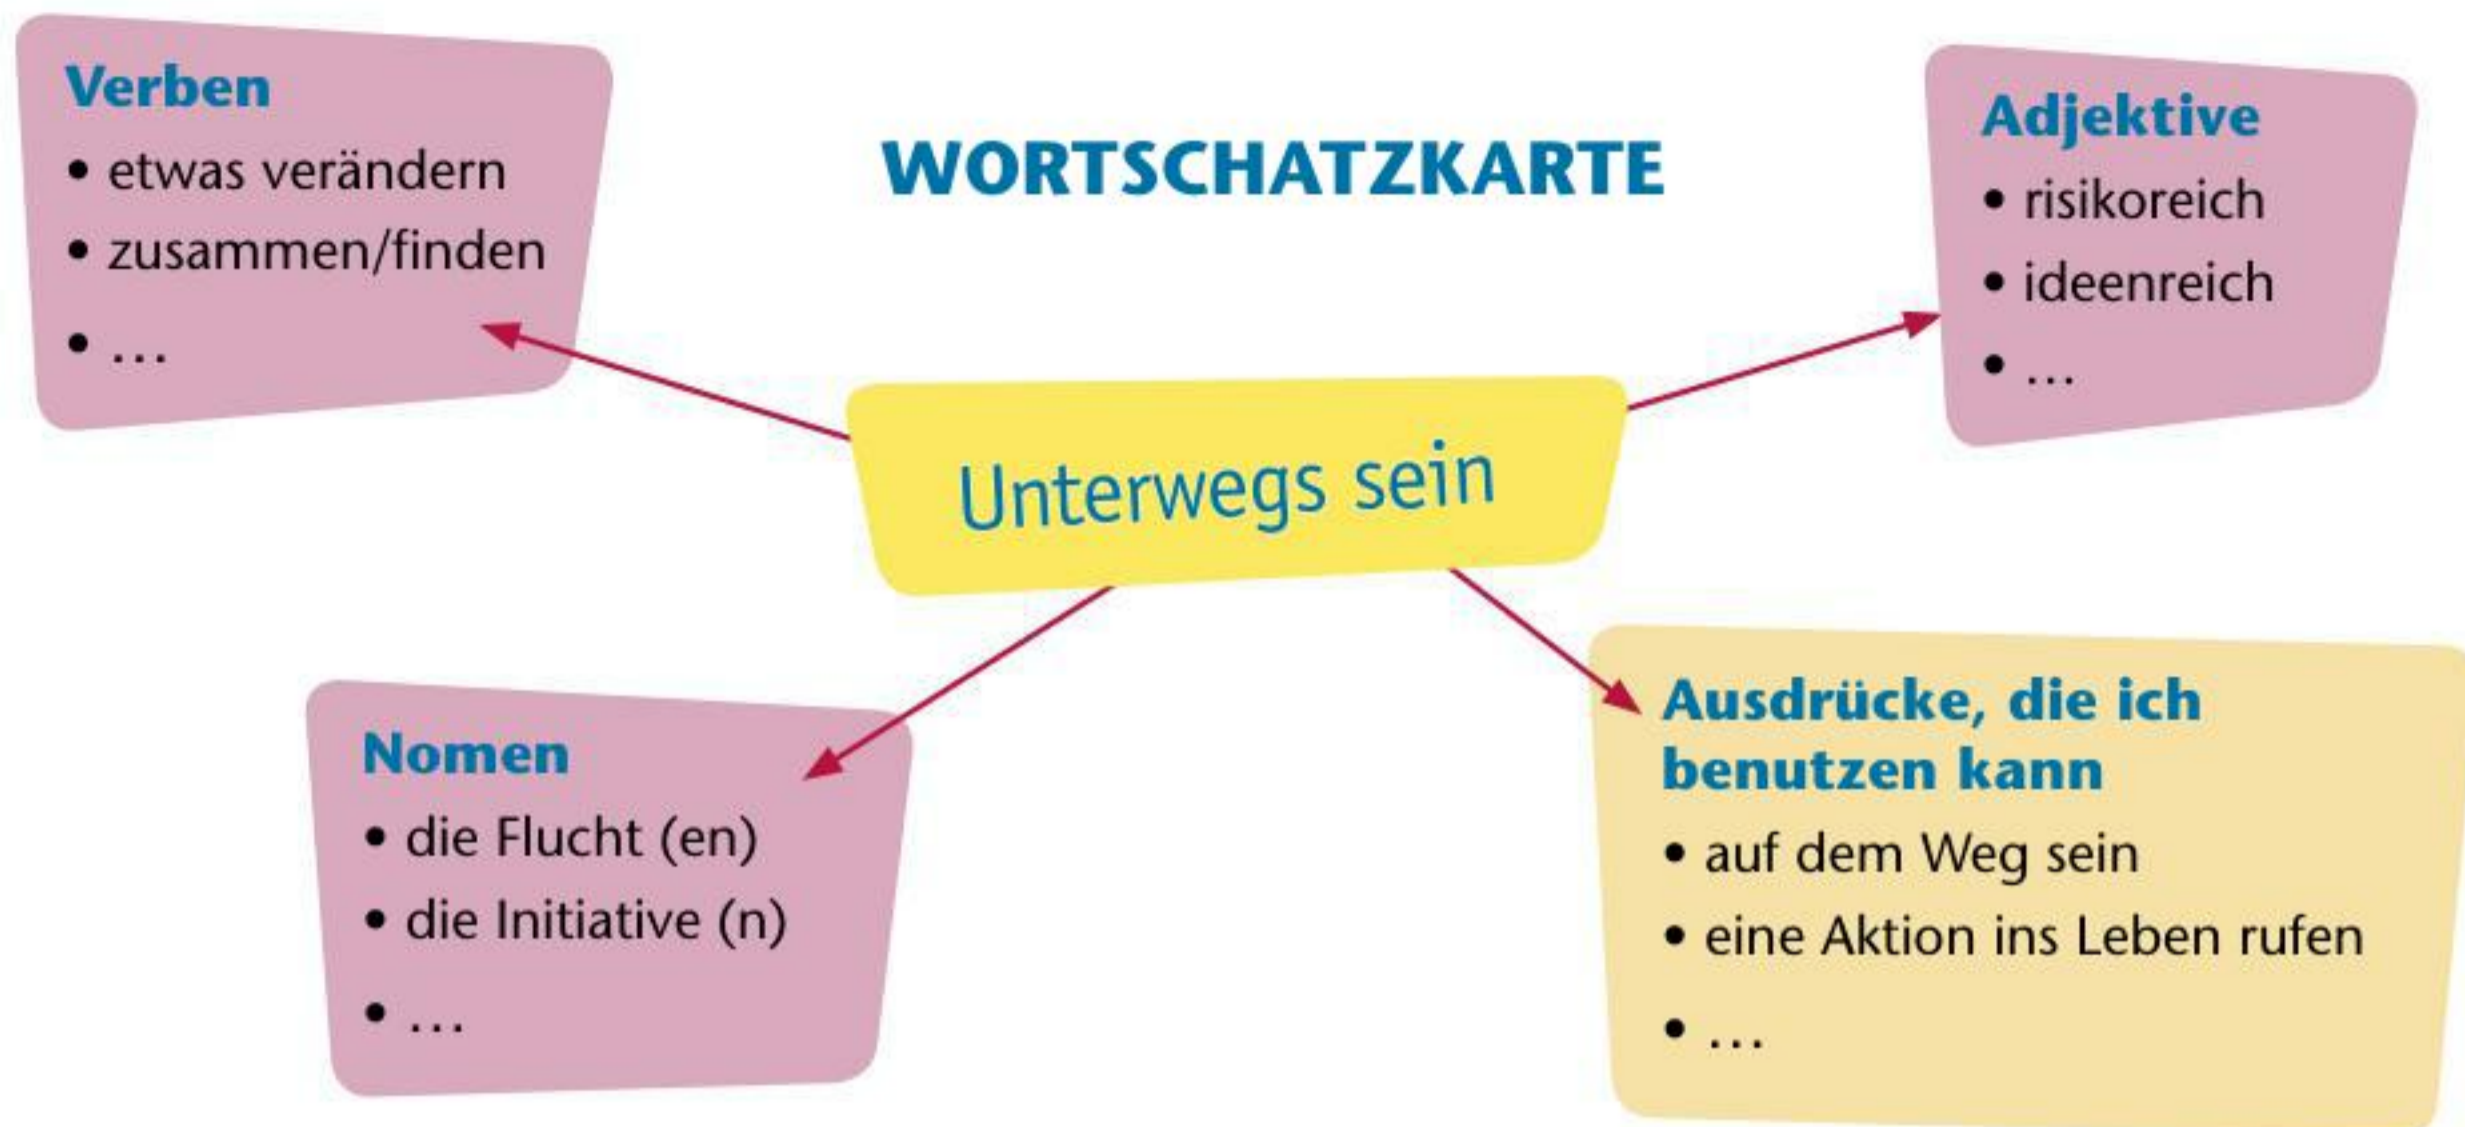 WORTSCHATZKARTE
Verben
• etwas verändern
• zusammen/finden
• ...
Adjektive
• risikoreich
• ideenreich
• ...
Unterwegs sein
Nomen
• die Flucht (en)
• die Initiative (n)
• ...
Ausdrücke, die ich
benutzen kann
• auf dem Weg sein
• eine Aktion ins Leben rufen
• ...